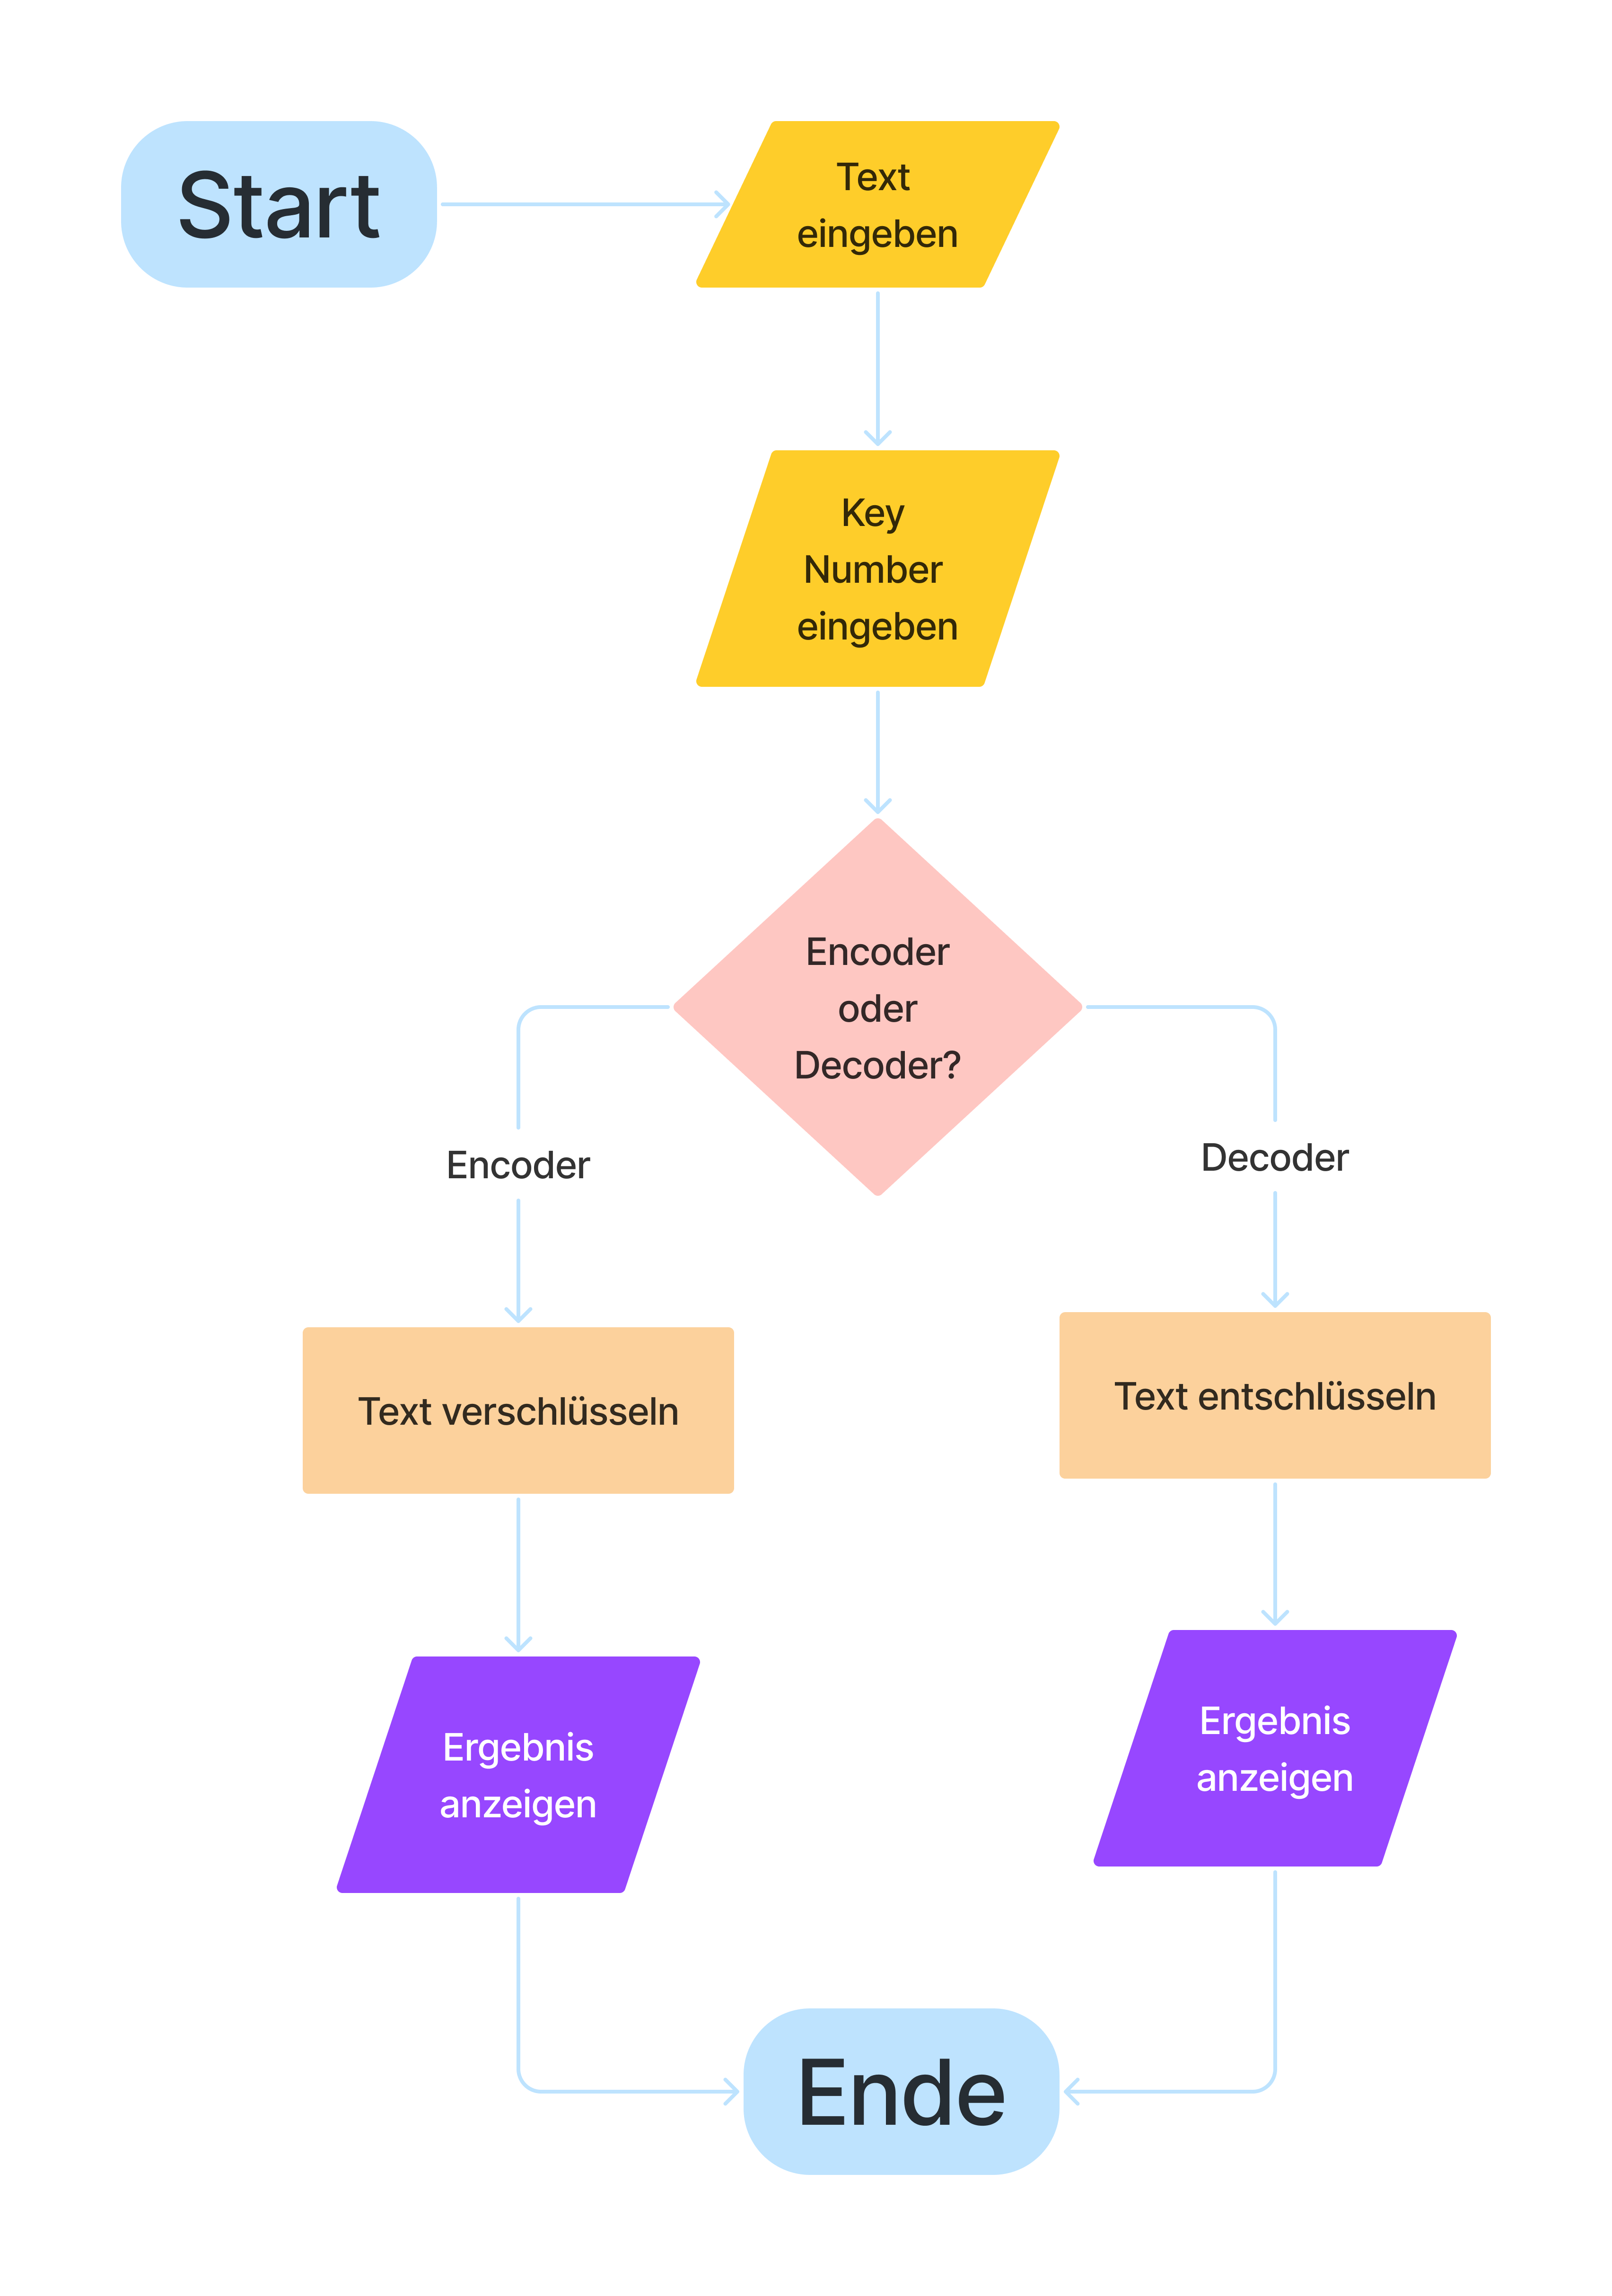 Start
Text
eingeben
Key
Number
eingeben
Encoder
oder
Decoder?
Encoder
Decoder
Text verschlüsseln
Text entschlüsseln
Ergebnis
anzeigen
Ergebnis
anzeigen
Ende